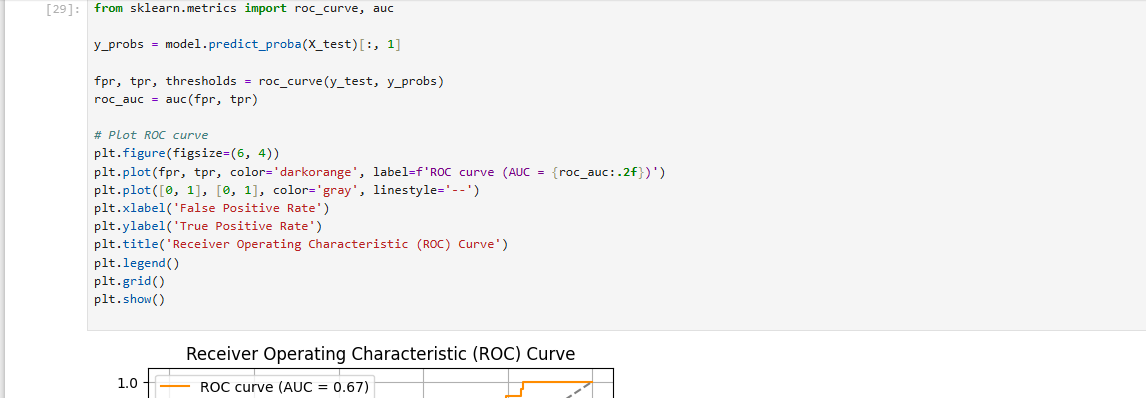 [29]: from sklearn.metrics import roc_curve, auc
y_probs = model.predict_proba(X_test)[:, 1]
fpr, tpr, thresholds = roc_curve(y_test, y_probs)
roc_auc = auc(fpr, tpr)
# Plot ROC curve
plt.figure(figsize=(6, 4))
plt.plot(fpr, tpr, color='darkorange', label=f'ROC curve (AUC = {roc_auc:.2f})')
plt.plot([0, 1], [0, 1], color='gray', linestyle='--')
plt.xlabel('False Positive Rate')
plt.ylabel('True Positive Rate')
plt.title('Receiver Operating Characteristic (ROC) Curve')
plt.legend()
plt.grid()
plt.show()
Receiver Operating Characteristic (ROC) Curve
1.0
ROC curve (AUC = 0.67)